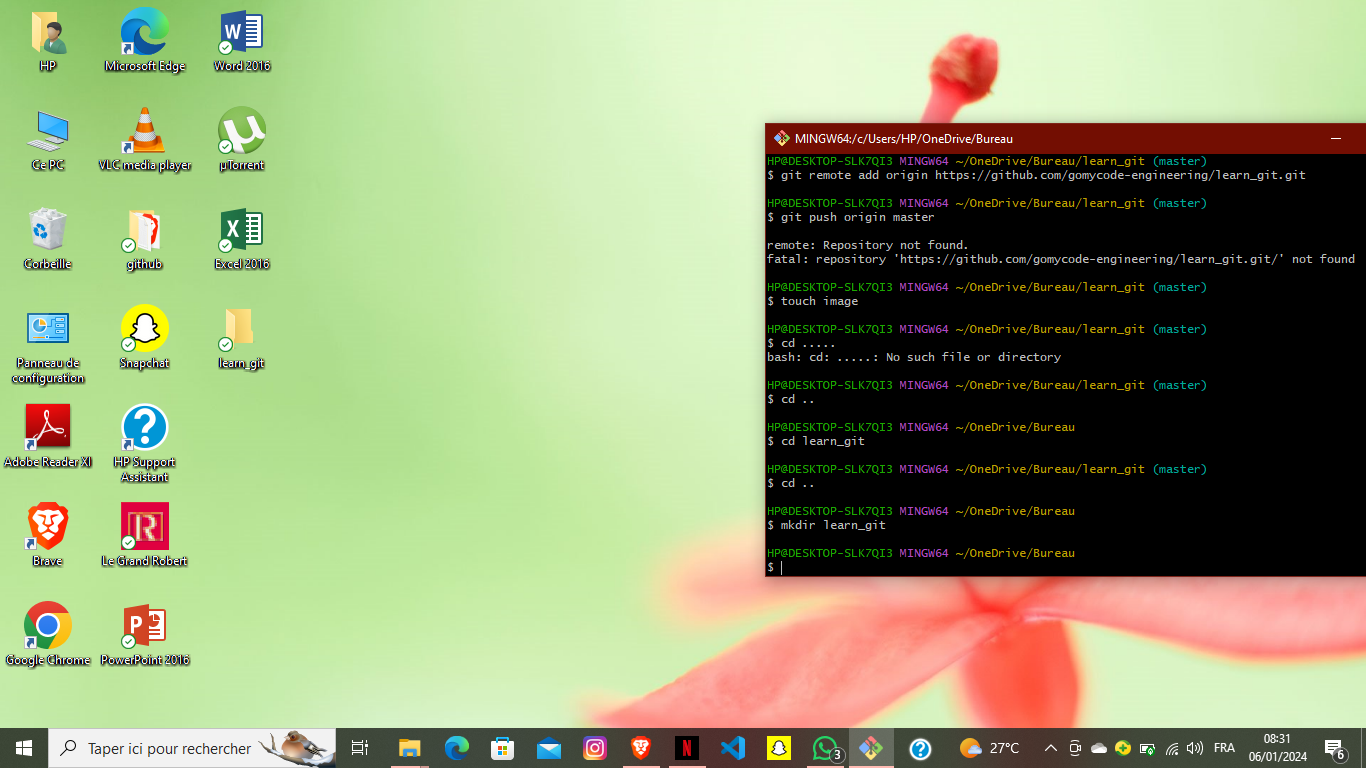 HP
Microsoft Edge
Word 2016
Ce PC
VLC media player
µTorrent
Corbeille
github
Excel 2016
Panneau de
configuration
Snapchat
learn_git
Adobe Reader XI
HP Support
Assistant
Brave
Le Grand Robert
Google Chrome
PowerPoint 2016
MINGW64:/c/Users/HP/OneDrive/Bureau
HP@DESKTOP-SLK7QI3 MINGW64 ~/OneDrive/Bureau/learn_git (master)
$ git remote add origin https://github.com/gomycode-engineering/learn_git.git
HP@DESKTOP-SLK7QI3 MINGW64 ~/OneDrive/Bureau/learn_git (master)
$ git push origin master
remote: Repository not found.
fatal: repository 'https://github.com/gomycode-engineering/learn_git.git/' not found
HP@DESKTOP-SLK7QI3 MINGW64 ~/OneDrive/Bureau/learn_git (master)
$ touch image
HP@DESKTOP-SLK7QI3 MINGW64 ~/OneDrive/Bureau/learn_git (master)
$ cd .....
bash: cd: .....: No such file or directory
HP@DESKTOP-SLK7QI3 MINGW64 ~/OneDrive/Bureau/learn_git (master)
$ cd ..
HP@DESKTOP-SLK7QI3 MINGW64 ~/OneDrive/Bureau
$ cd learn_git
HP@DESKTOP-SLK7QI3 MINGW64 ~/OneDrive/Bureau/learn_git (master)
$ cd ..
HP@DESKTOP-SLK7QI3 MINGW64 ~/OneDrive/Bureau
$ mkdir learn_git
HP@DESKTOP-SLK7QI3 MINGW64 ~/OneDrive/Bureau
$
Taper ici pour rechercher
3
27°C
FRA
08:31
06/01/2024
6